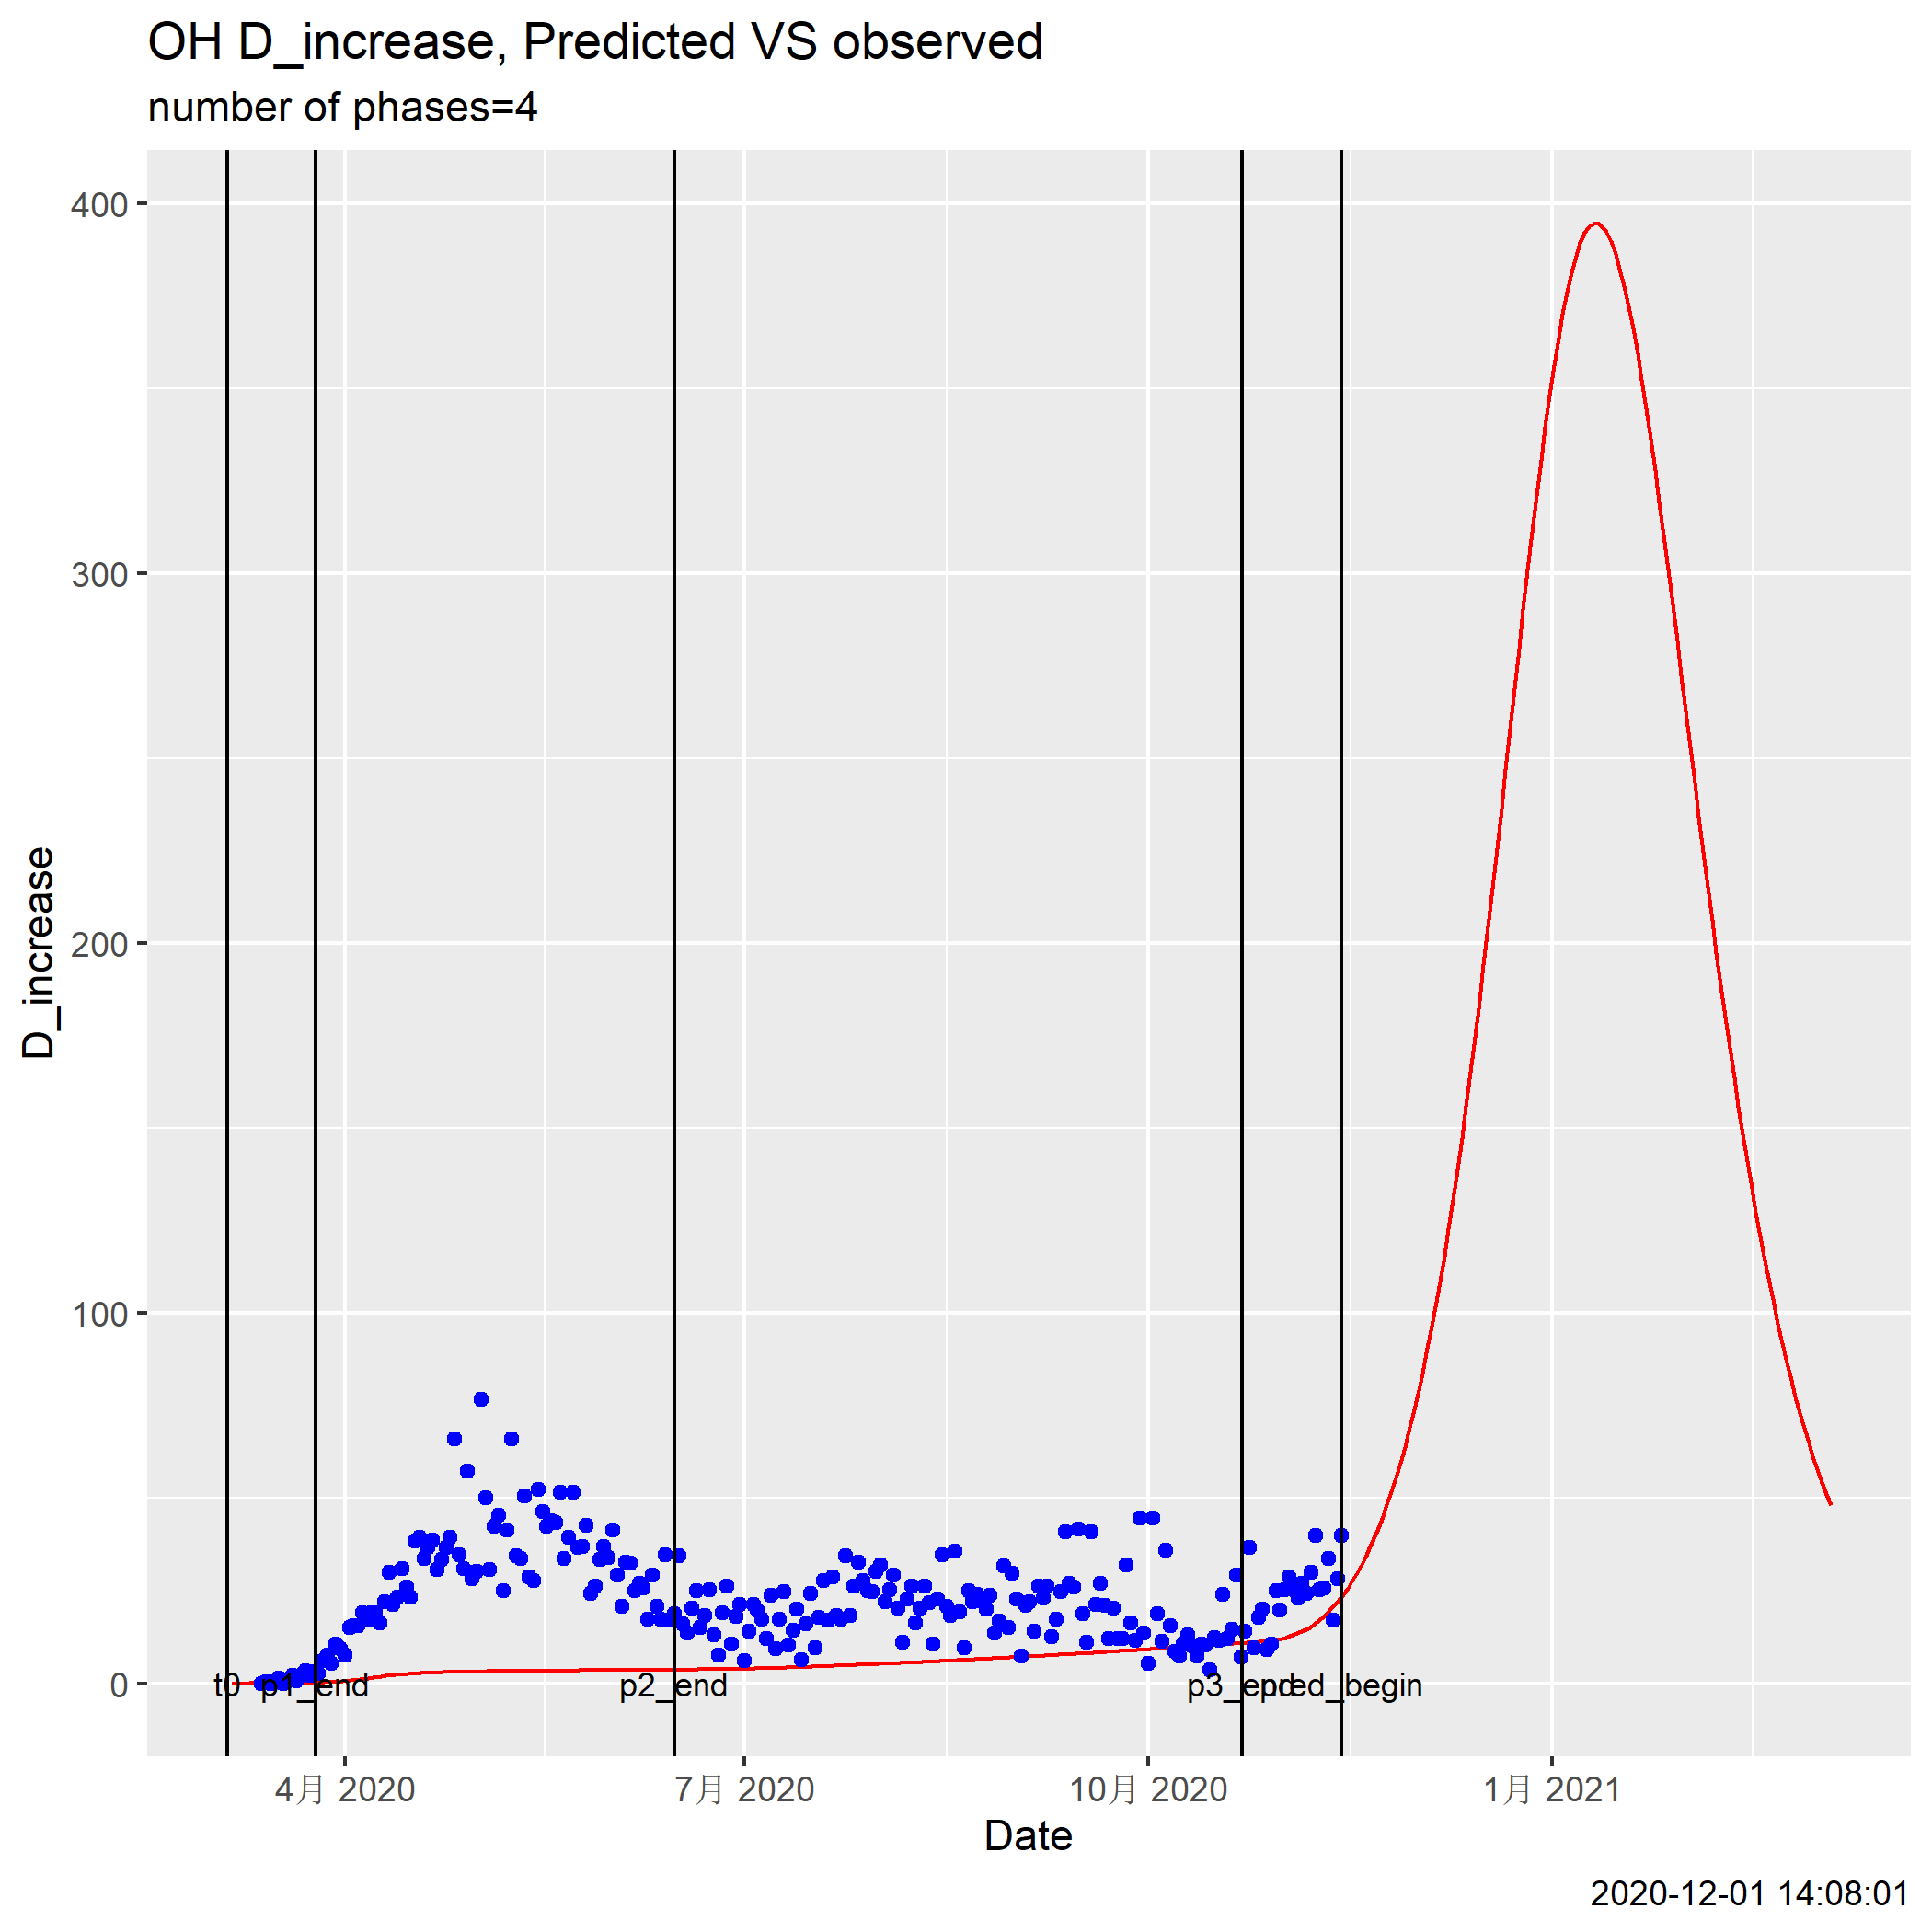 OH D_increase, Predicted VS observed
number of phases=4
400
300
200
100
0
D_increase
t0 p1_end p2_end p3_end pred_begin
4月 2020 7月 2020 10月 2020 1月 2021
Date
2020-12-01 14:08:01